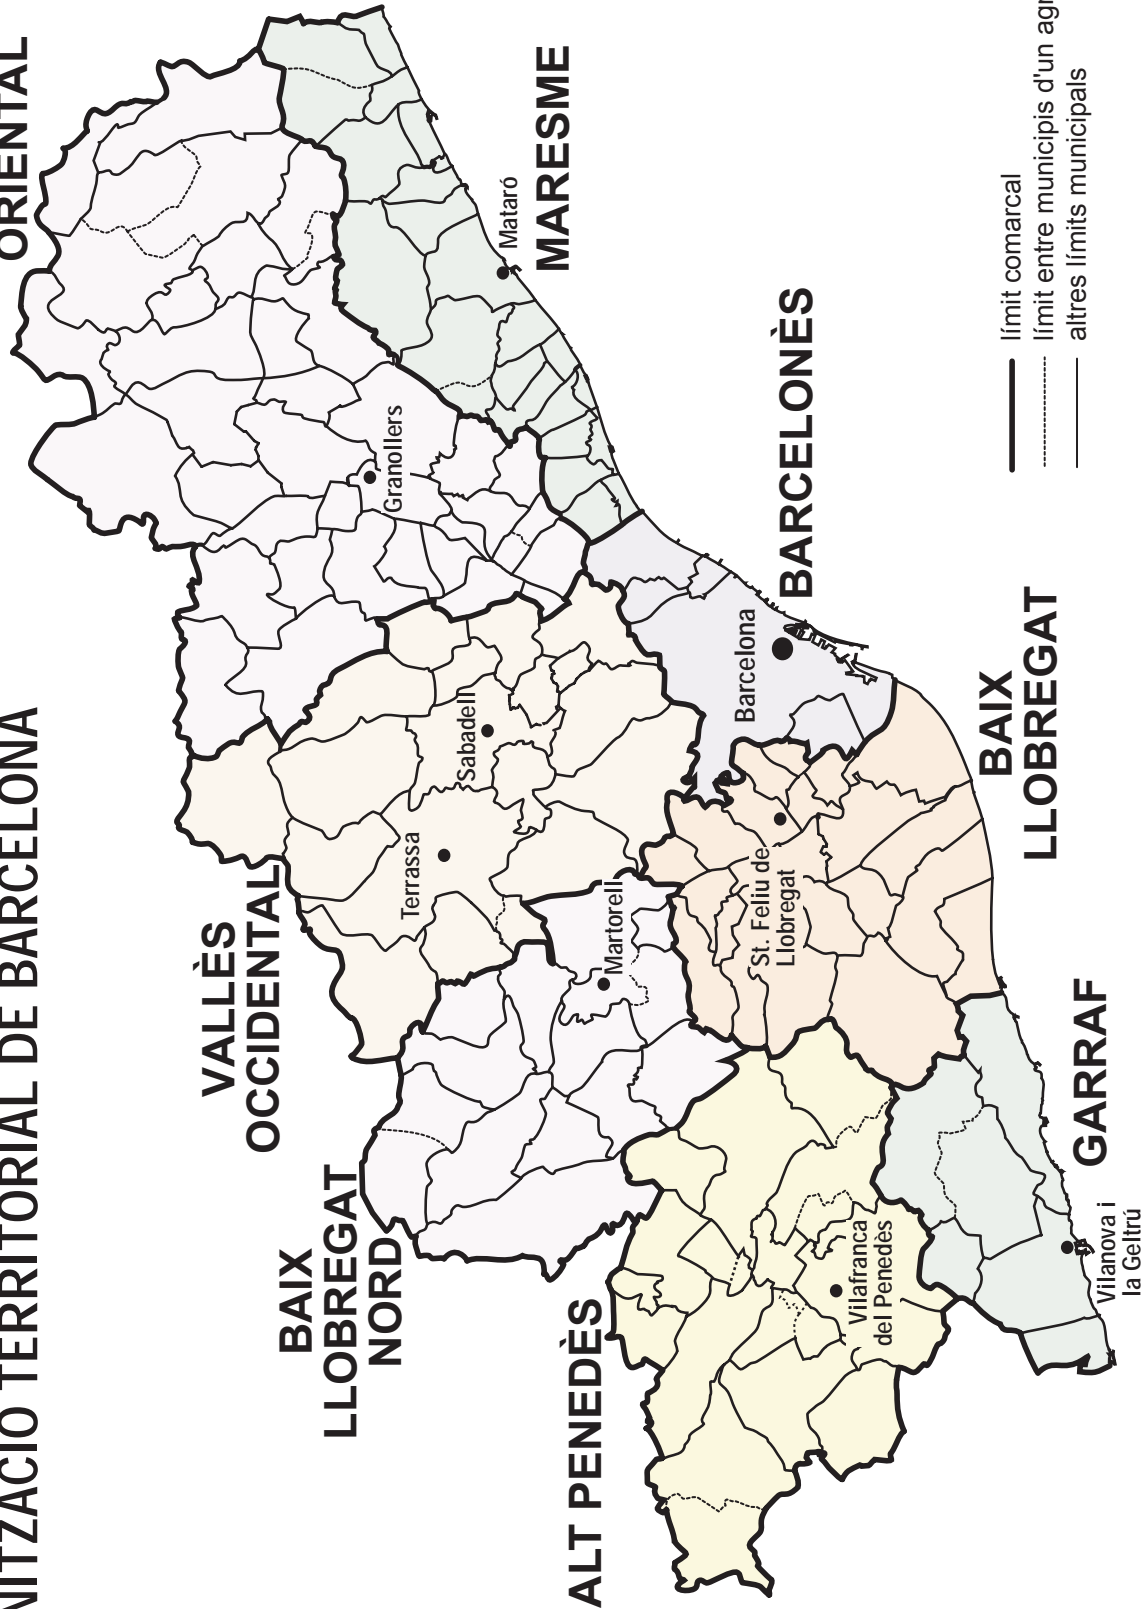 NITZACIÓ TERRITORIAL DE BARCELONA
ORIENTAL
VALLÈS
OCCIDENTAL
BAIX
LLOBREGAT
NORD
ALT PENEDÈS
MARESME
BARCELONÈS
BAIX
LLOBREGAT
GARRAF
Granollers
Mataró
Sabadell
Terrassa
Martorell
Barcelona
St. Feliu de
Llobregat
Vilafranca
del Penedès
Vilanova i
la Geltrú
límit comarcal
límit entre municipis d'un agr
altres límits municipals